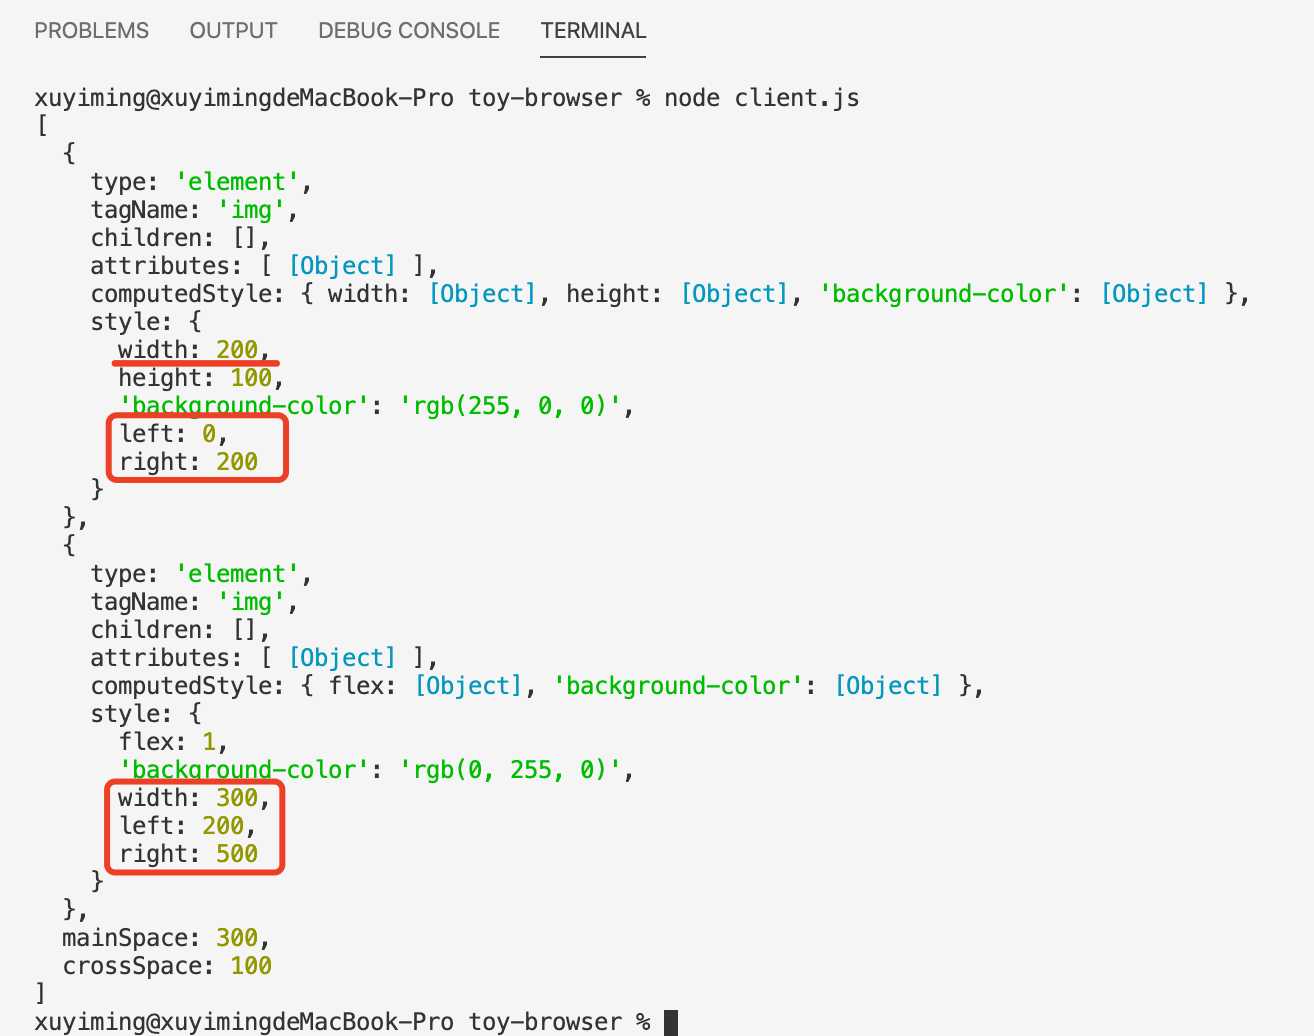 PROBLEMS OUTPUT DEBUG CONSOLE TERMINAL
xuyiming@xuyimingdeMacBook-Pro toy-browser % node client.js
[
  {
    type: 'element',
    tagName: 'img',
    children: [],
    attributes: [ [Object] ],
    computedStyle: { width: [Object], height: [Object], 'background-color': [Object] },
    style: {
      width: 200,
      height: 100,
      'background-color': 'rgb(255, 0, 0)',
      left: 0,
      right: 200
    }
  },
  {
    type: 'element',
    tagName: 'img',
    children: [],
    attributes: [ [Object] ],
    computedStyle: { flex: [Object], 'background-color': [Object] },
    style: {
      flex: 1,
      'background-color': 'rgb(0, 255, 0)',
      width: 300,
      left: 200,
      right: 500
    }
  },
  mainSpace: 300,
  crossSpace: 100
]
xuyiming@xuyimingdeMacBook-Pro toy-browser %